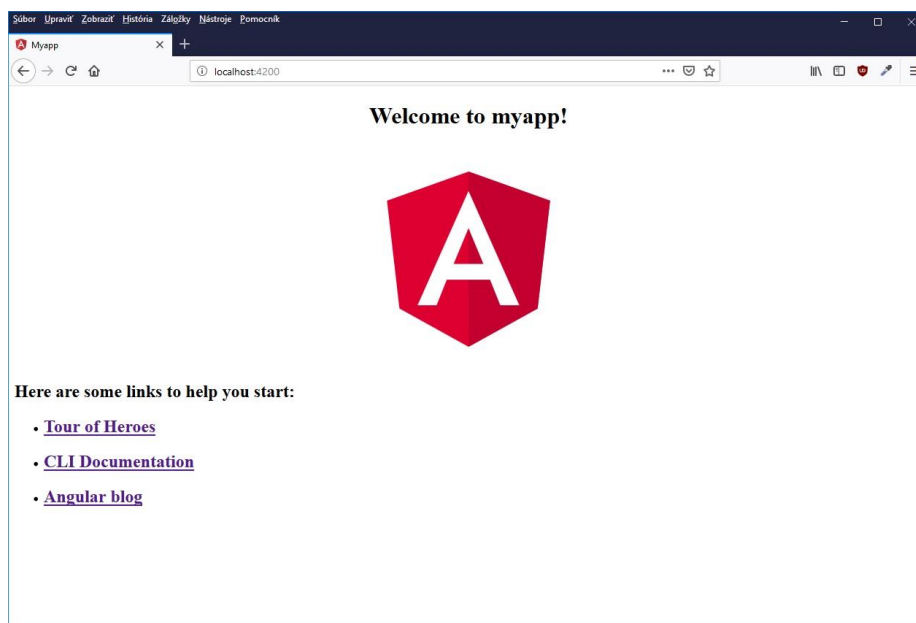 Súbor Upraviť Zobraziť História Záložky Nástroje Pomocník
Myapp
localhost:4200
Welcome to myapp!
A
Here are some links to help you start:
• Tour of Heroes
• CLI Documentation
• Angular blog